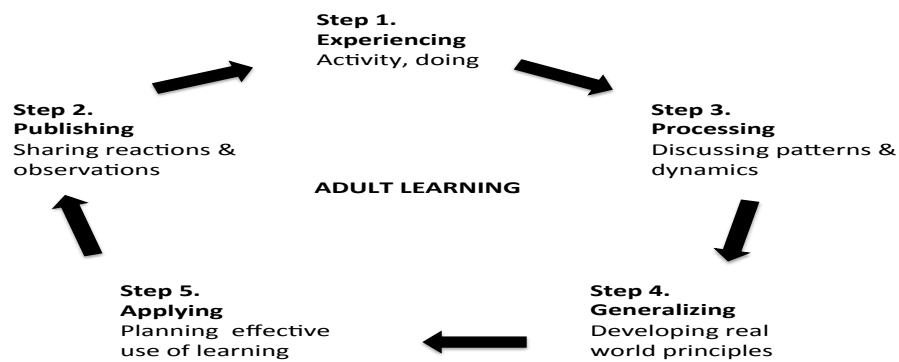 Step 1.
Experiencing
Activity, doing
Step 2.
Publishing
Sharing reactions &
observations
Step 3.
Processing
Discussing patterns &
dynamics
ADULT LEARNING
Step 5.
Applying
Planning effective
use of learning
Step 4.
Generalizing
Developing real
world principles